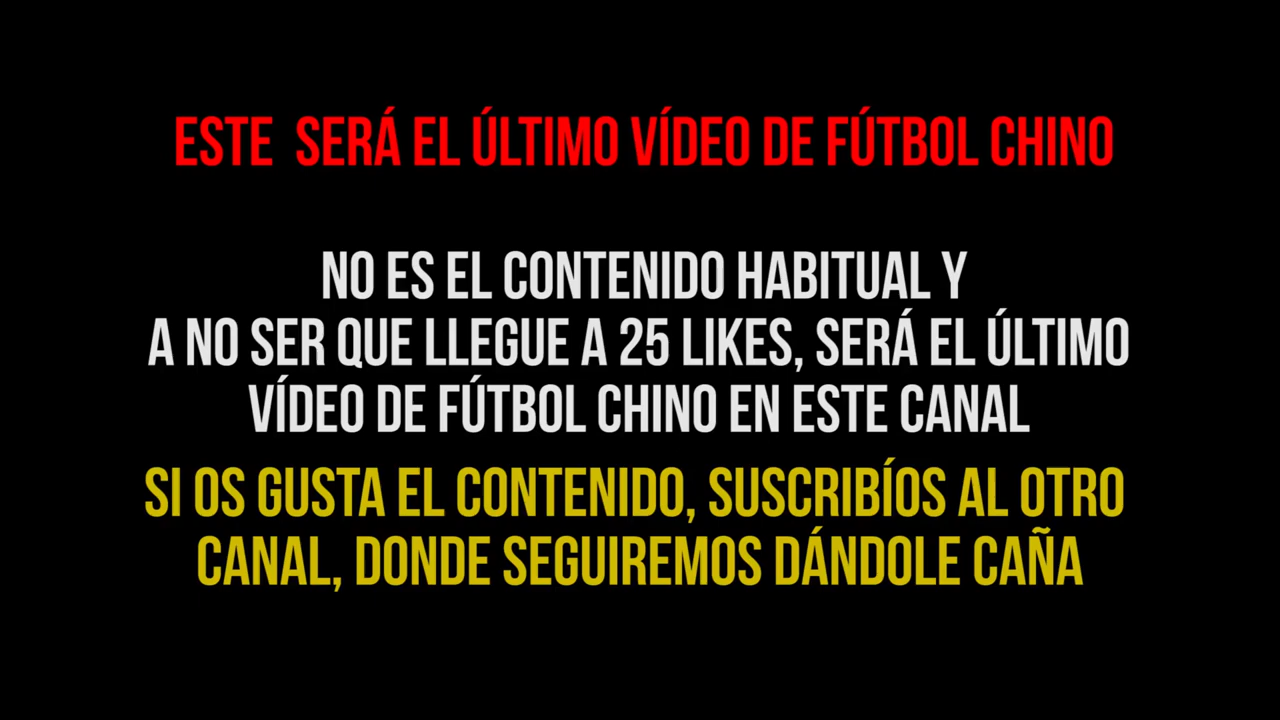 ESTE SERÁ EL ÚLTIMO VÍDEO DE FÚTBOL CHINO
NO ES EL CONTENIDO HABITUAL Y
A NO SER QUE LLEGUE A 25 LIKES, SERÁ EL ÚLTIMO
VÍDEO DE FÚTBOL CHINO EN ESTE CANAL
SI OS GUSTA EL CONTENIDO, SUSCRIBÍOS AL OTRO
CANAL, DONDE SEGUIREMOS DÁNDOLE CAÑA